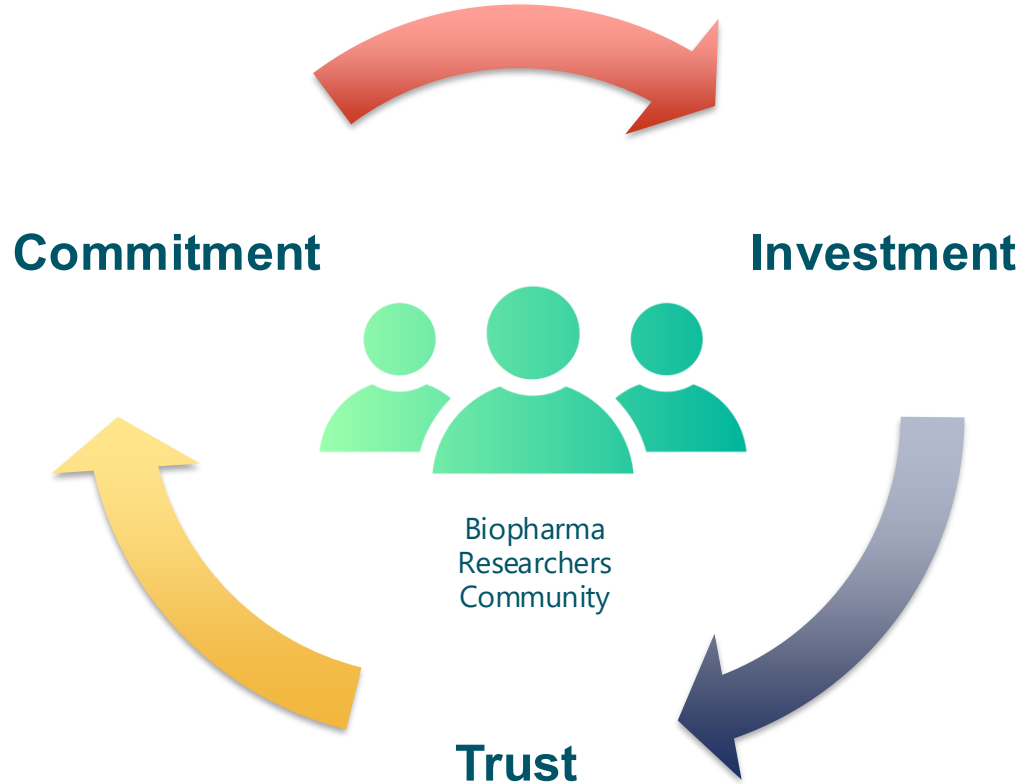 Commitment
Investment
Biopharma
Researchers
Community
Trust